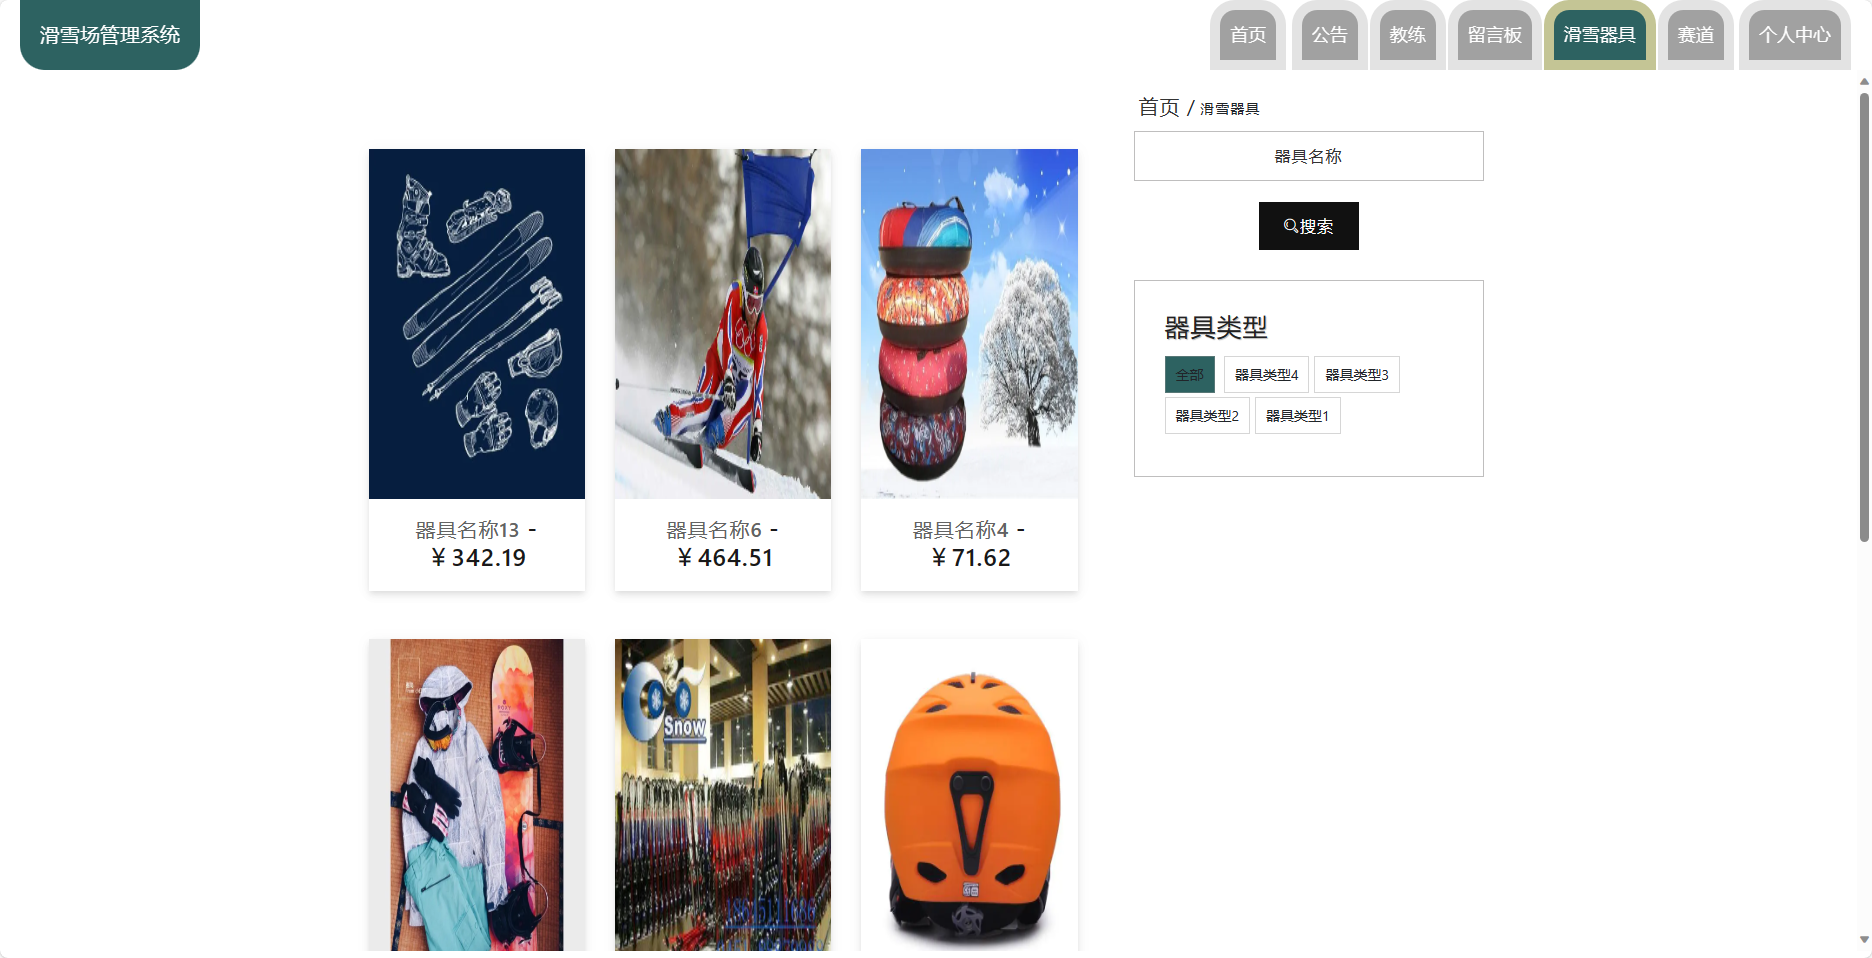 滑雪场管理系统
首页
公告
教练
留言板
滑雪器具
赛道
个人中心
首页 / 滑雪器具
器具名称
搜索
器具类型
全部
器具类型4
器具类型3
器具类型2
器具类型1
器具名称13 -
¥ 342.19
器具名称6 -
¥ 464.51
器具名称4 -
¥ 71.62
Snow